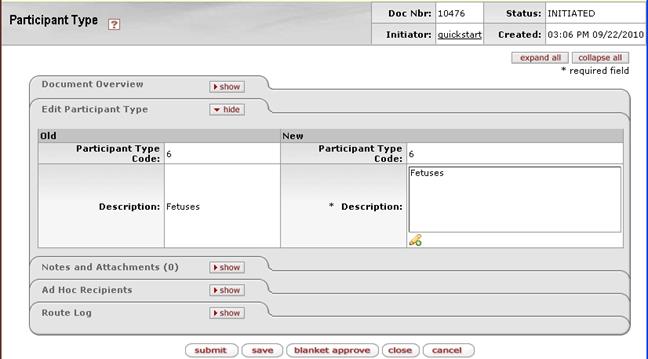 Participant Type ?
Doc Nbr: 10476 Status: INITIATED
Initiator: quickstart Created: 03:06 PM 09/22/2010
expand all collapse all
* required field
Document Overview show
Edit Participant Type hide
Old New
Participant Type Code: 6 Participant Type Code: 6
Description: Fetuses * Description: Fetuses
Notes and Attachments (0) show
Ad Hoc Recipients show
Route Log show
submit save blanket approve close cancel